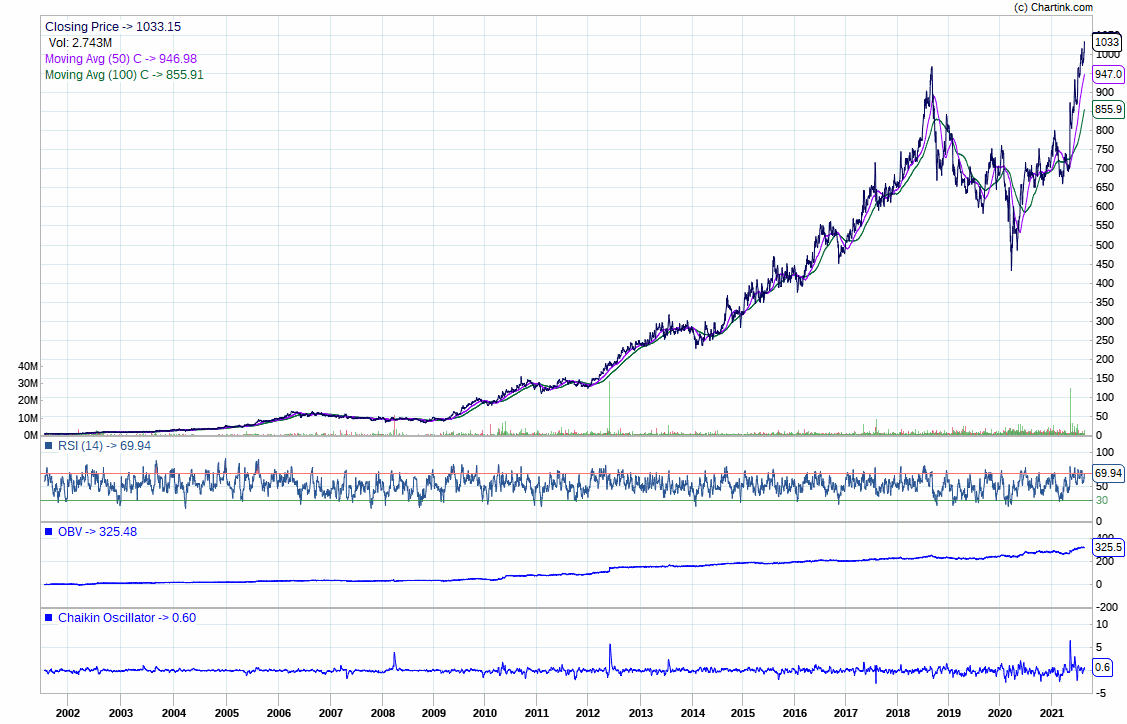 (c) Chartink.com
Closing Price -> 1033.15
Vol: 2.743M
Moving Avg (50) C -> 946.98
Moving Avg (100) C -> 855.91
1033
1000
947.0
900
855.9
800
750
700
650
600
550
500
450
400
350
300
250
200
150
100
50
0
40M
30M
20M
10M
0M
RSI (14) -> 69.94
100
69.94
50
30
0
OBV -> 325.48
400
325.5
200
0
-200
Chaikin Oscillator -> 0.60
10
5
0.6
-5
2002 2003 2004 2005 2006 2007 2008 2009 2010 2011 2012 2013 2014 2015 2016 2017 2018 2019 2020 2021